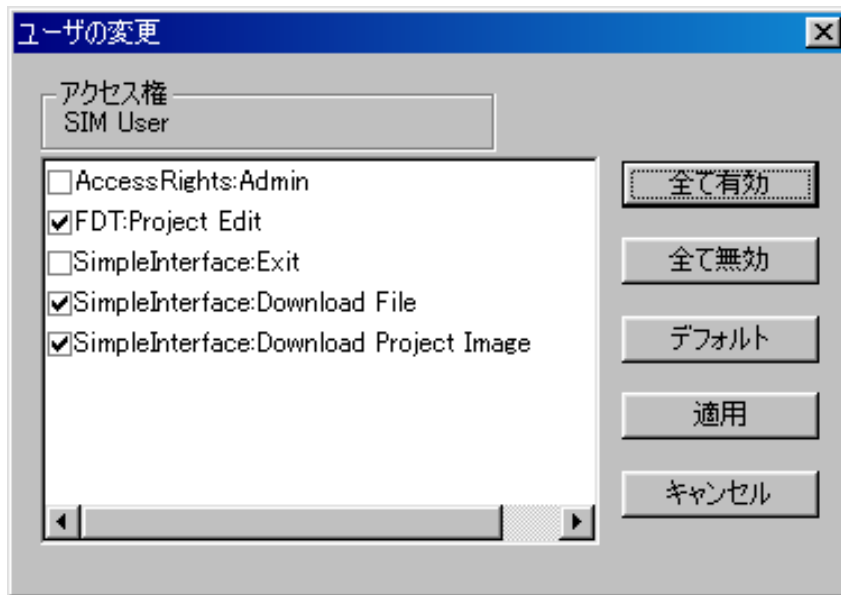 ユーザの変更
アクセス権
SIM User
AccessRights:Admin
FDT:Project Edit
SimpleInterface:Exit
SimpleInterface:Download File
SimpleInterface:Download Project Image
全て有効
全て無効
デフォルト
適用
キャンセル